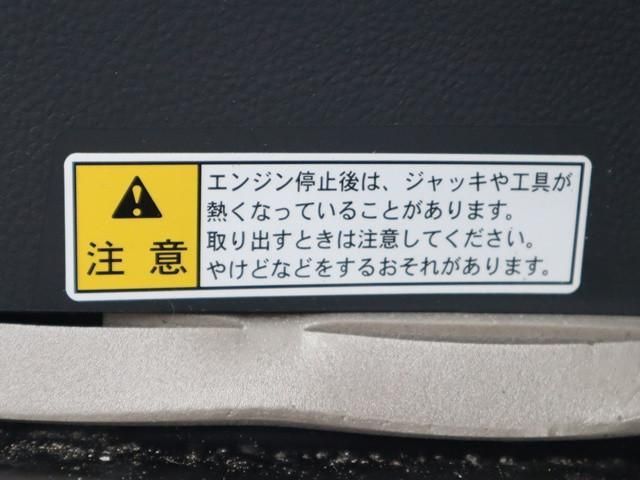 注意
エンジン停止後は、ジャッキや工具が
熱くなっていることがあります。
取り出すときは注意してください。
やけどなどをするおそれがあります。